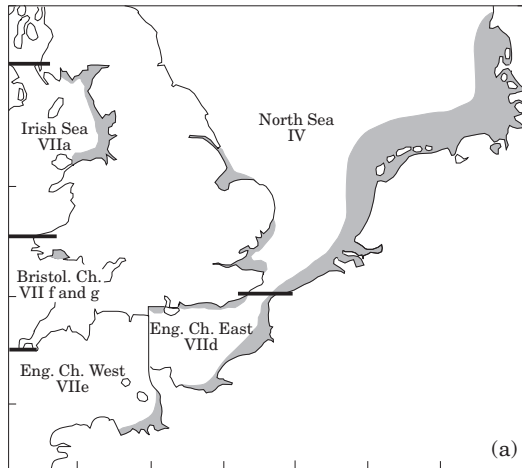 North Sea
IV
Irish Sea
VIIa
Bristol. Ch.
VII f and g
Eng. Ch. East
VIId
Eng. Ch. West
VIIe
(a)